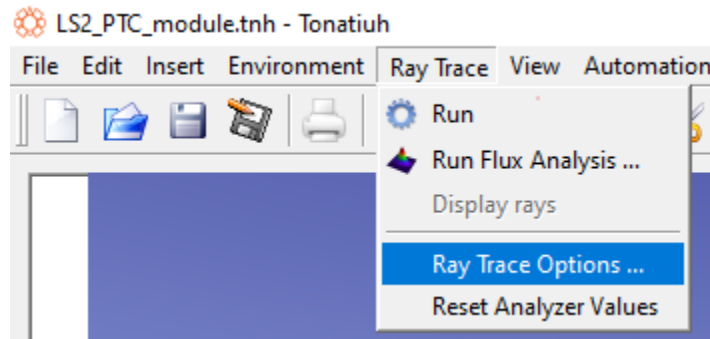 LS2_PTC_module.tnh - Tonatiuh
File Edit Insert Environment Ray Trace View Automation
Run
Run Flux Analysis ...
Display rays
Ray Trace Options ...
Reset Analyzer Values